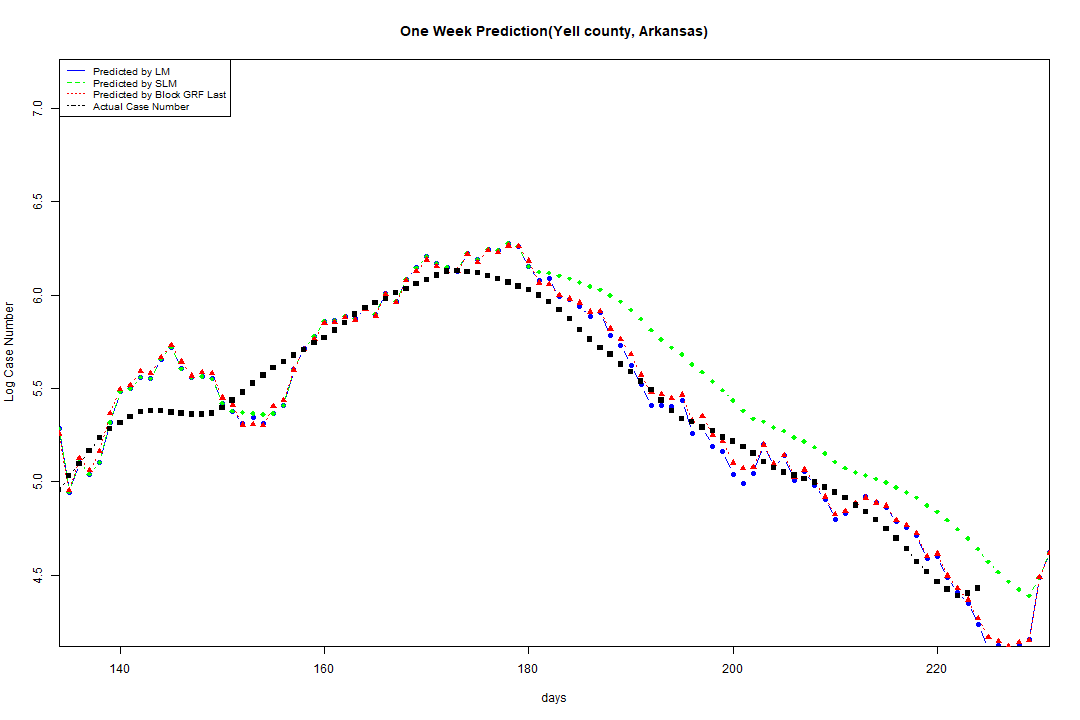 One Week Prediction(Yell county, Arkansas)
Predicted by LM
Predicted by SLM
Predicted by Block GRF Last
Actual Case Number
7.0
6.5
6.0
5.5
5.0
4.5
Log Case Number
140 160 180 200 220
days